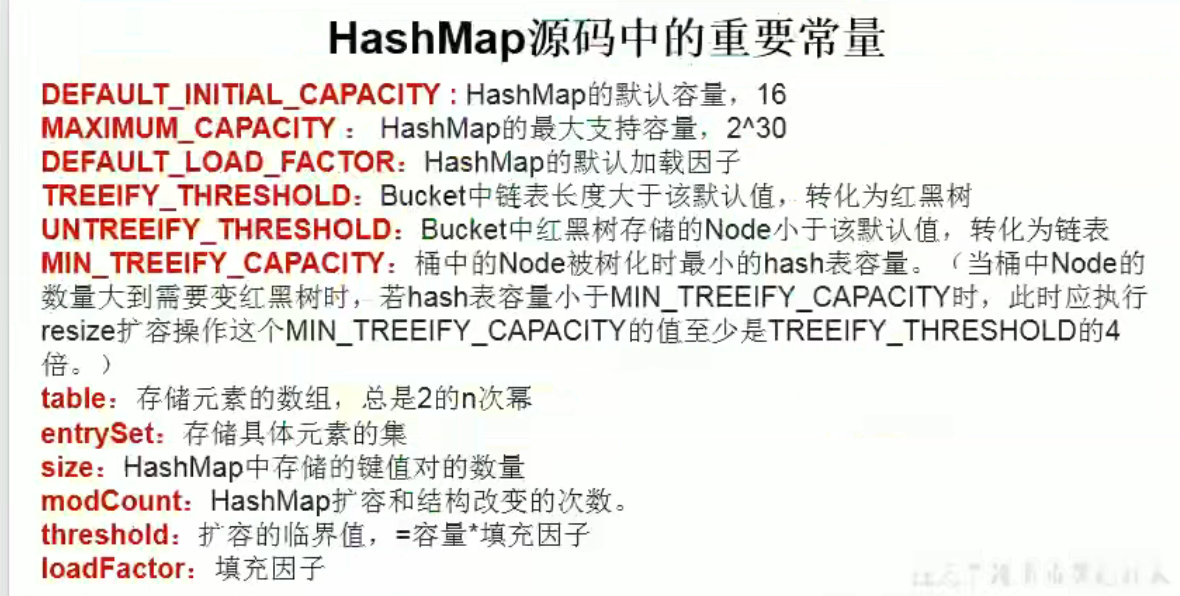 HashMap源码中的重要常量
DEFAULT_INITIAL_CAPACITY : HashMap的默认容量，16
MAXIMUM_CAPACITY ： HashMap的最大支持容量，2^30
DEFAULT_LOAD_FACTOR：HashMap的默认加载因子
TREEIFY_THRESHOLD：Bucket中链表长度大于该默认值，转化为红黑树
UNTREEIFY_THRESHOLD：Bucket中红黑树存储的Node小于该默认值，转化为链表
MIN_TREEIFY_CAPACITY：桶中的Node被树化时最小的hash表容量。（当桶中Node的
数量大到需要变红黑树时，若hash表容量小于MIN_TREEIFY_CAPACITY时，此时应执行
resize扩容操作这个MIN_TREEIFY_CAPACITY的值至少是TREEIFY_THRESHOLD的4
倍。）
table：存储元素的数组，总是2的n次幂
entrySet：存储具体元素的集
size：HashMap中存储的键值对的数量
modCount：HashMap扩容和结构改变的次数。
threshold：扩容的临界值，=容量*填充因子
loadFactor：填充因子